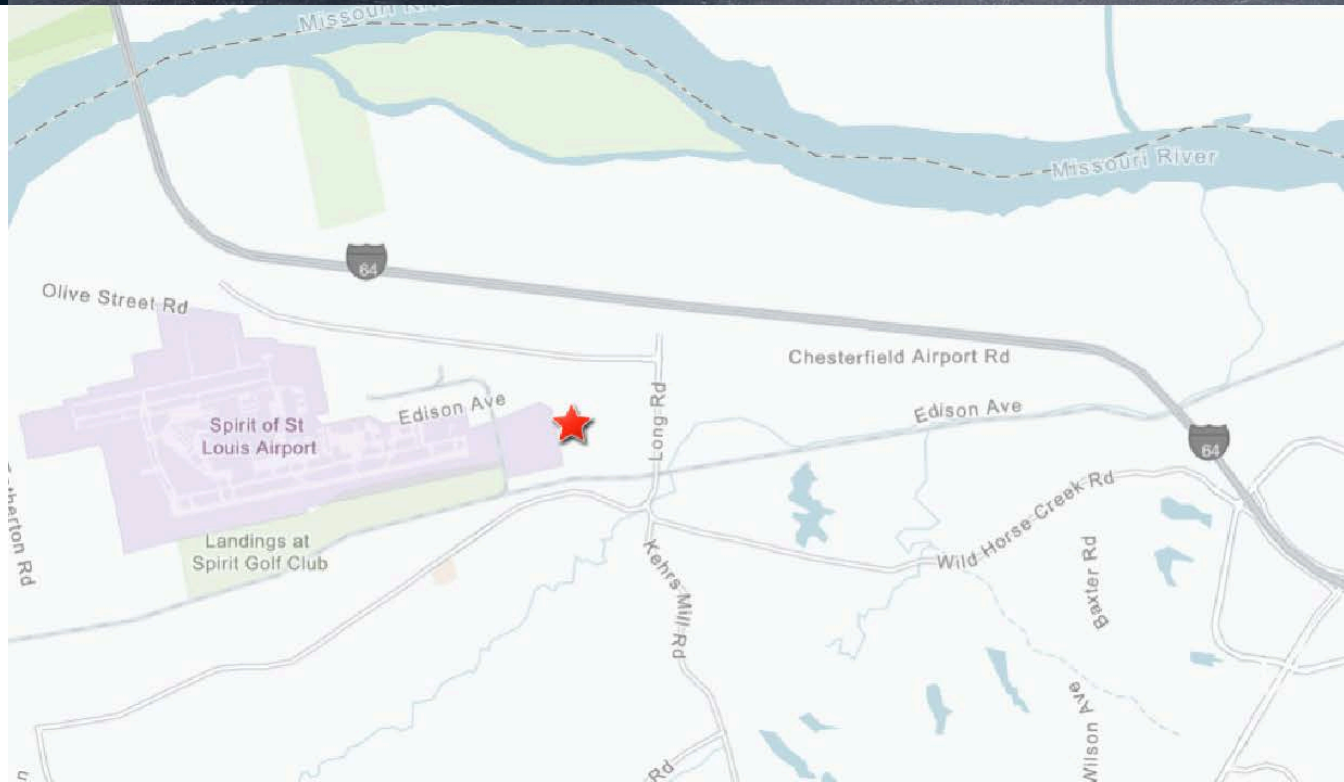 Missouri River
Missouri River
64
Olive Street Rd
Chesterfield Airport Rd
Edison Ave
Edison Ave
Long Rd
Spirit of St
Louis Airport
64
Wild Horse Creek Rd
Landings at
Spirit Golf Club
Baxter Rd
Kehrs Mill Rd
Wilson Ave
Rd